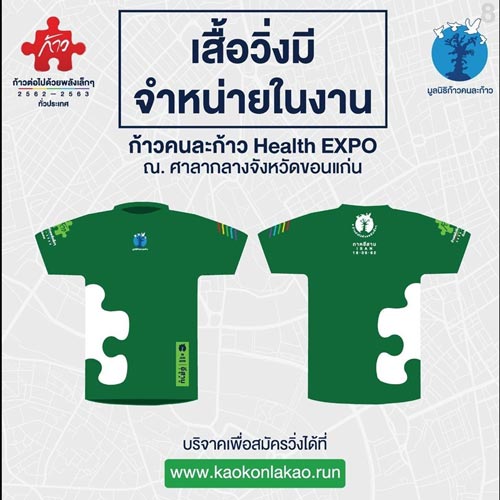 ก้าว
ก้าวต่อไปด้วยพลังเล็กๆ
2562-2563
ทั่วประเทศ
เสื้อวิ่งมี
จำหน่ายในงาน
8
มูลนิธิก้าวคนละก้าว
ก้าวคนละก้าว Health EXPO
ณ. ศาลากลางจังหวัดขอนแก่น
ภาคอีสาน
ISAN
บริจาคเพื่อสมัครวิ่งได้ที่
www.kaokonlakao.run